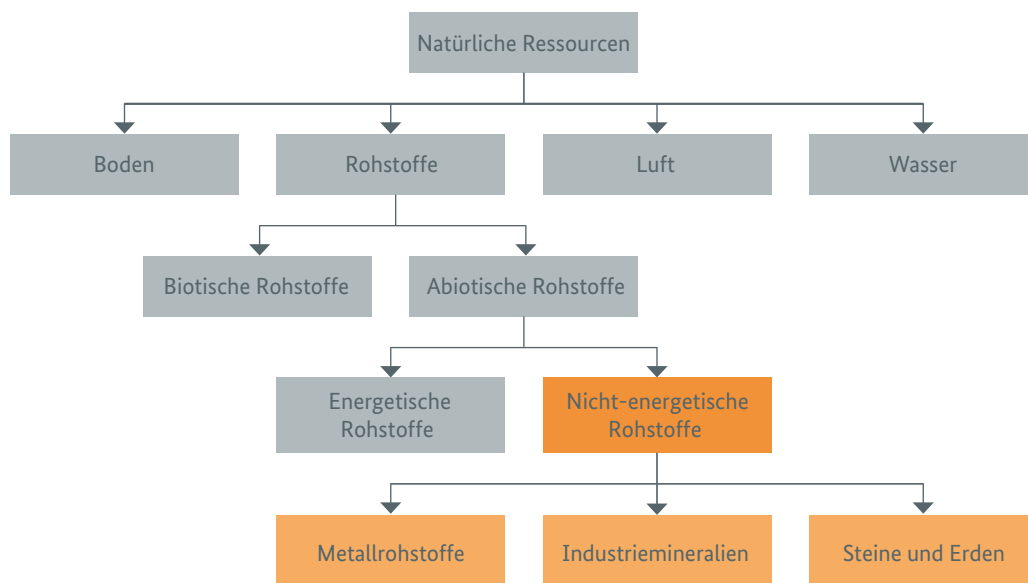 Natürliche Ressourcen
Boden
Rohstoffe
Luft
Wasser
Biotische Rohstoffe
Abiotische Rohstoffe
Energetische
Rohstoffe
Nicht-energetische
Rohstoffe
Metallrohstoffe
Industriemineralien
Steine und Erden